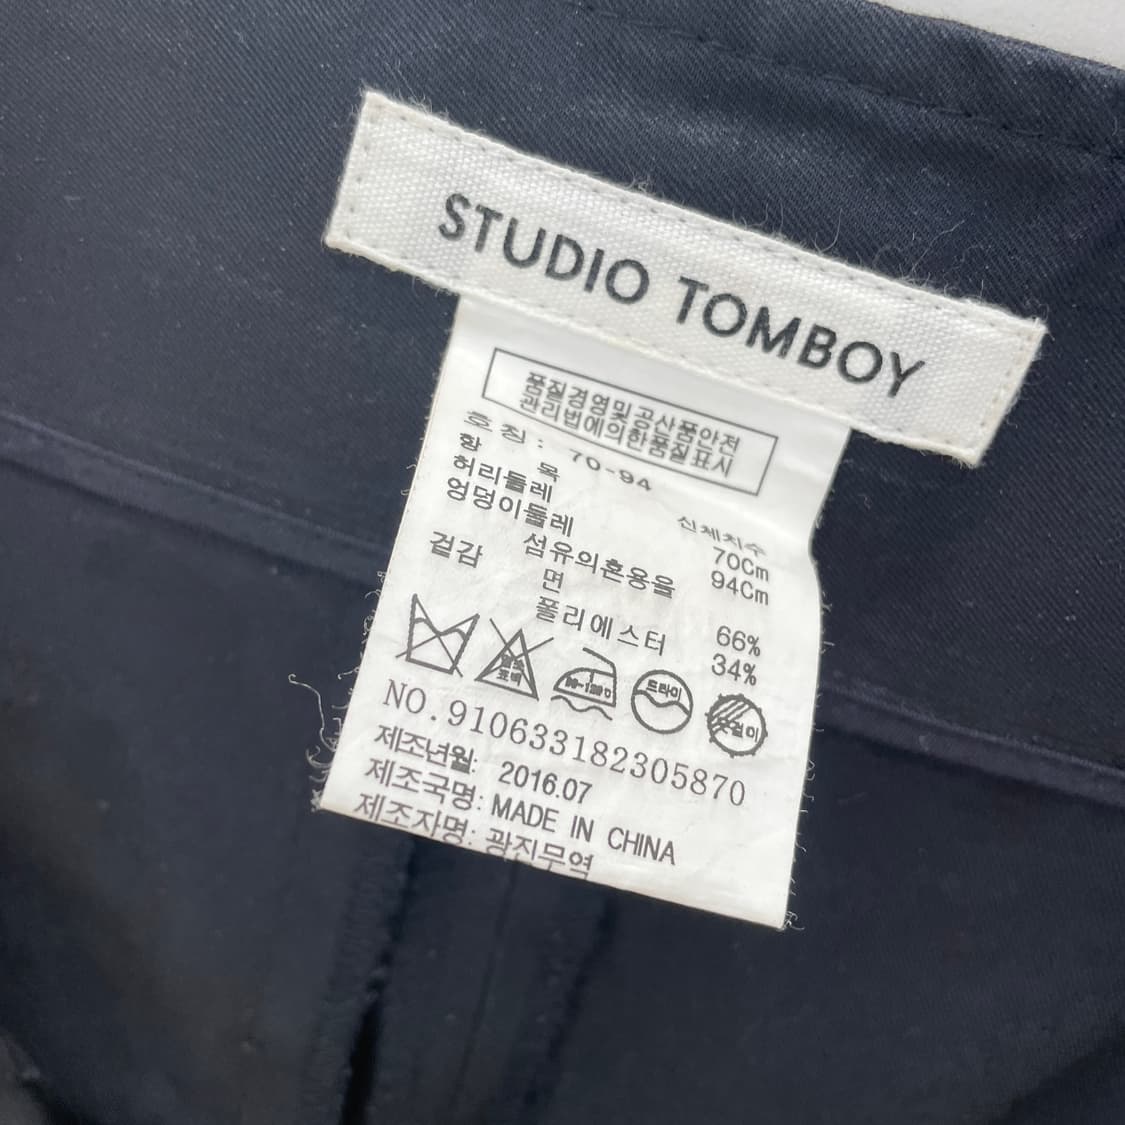 STUDIO TOMBOY
품질경영및공산품안전
관리법에의한품질표시
호 칭 : 70-94
항 목 신체치수
허리둘레 70Cm
엉덩이둘레 94Cm
겉감 섬유의혼용율
면 66%
폴리에스터 34%
드라이
NO.910633182305870
제조년월: 2016.07
제조국명: MADE IN CHINA
제조자명: 광진무역